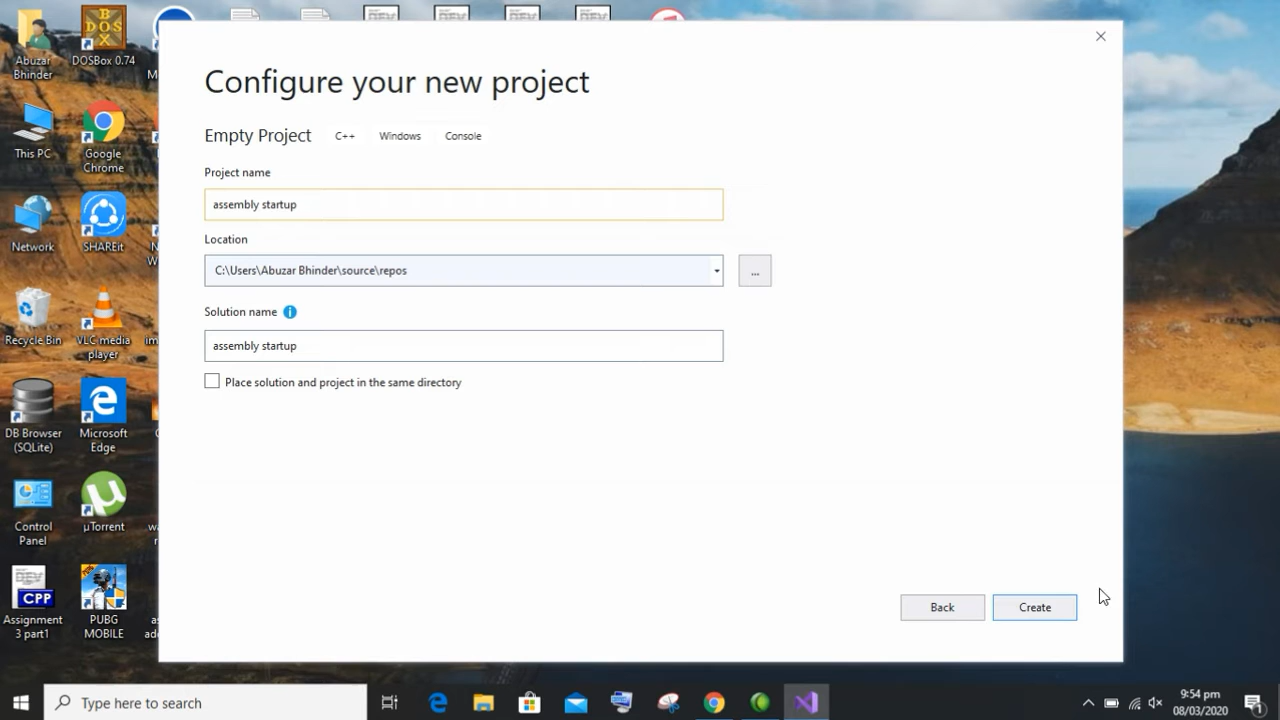 Abuzar
Bhinder
DOSBox 0.74
This PC
Google
Chrome
Network
SHAREit
Recycle Bin
VLC media
player
DB Browser
(SQLite)
Microsoft
Edge
Control
Panel
µTorrent
CPP
Assignment
3 part1
PUBG
MOBILE
Configure your new project
Empty Project C++ Windows Console
Project name
assembly startup
Location
C:\Users\Abuzar Bhinder\source\repos
...
Solution name
assembly startup
Place solution and project in the same directory
Back
Create
Type here to search
9:54 pm
08/03/2020
1